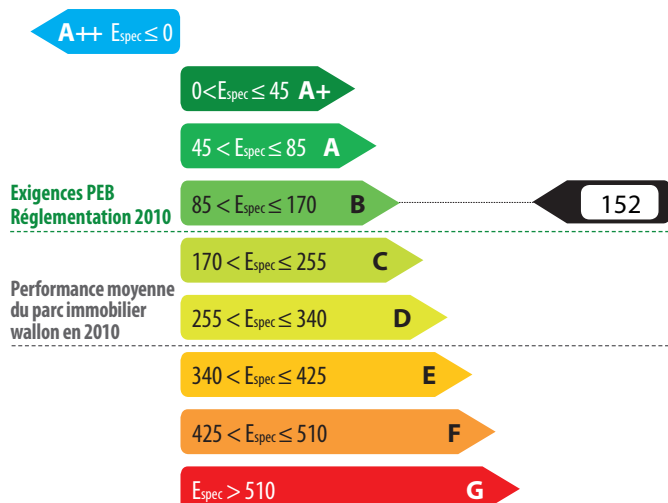 A++ Espec ≤ 0
0<Espec ≤ 45 A+
45 < Espec ≤ 85 A
Exigences PEB
Réglementation 2010
85 < Espec ≤ 170 B
152
170 < Espec ≤ 255 C
Performance moyenne
du parc immobilier
wallon en 2010
255 < Espec ≤ 340 D
340 < Espec ≤ 425 E
425 < Espec ≤ 510 F
Espec > 510 G